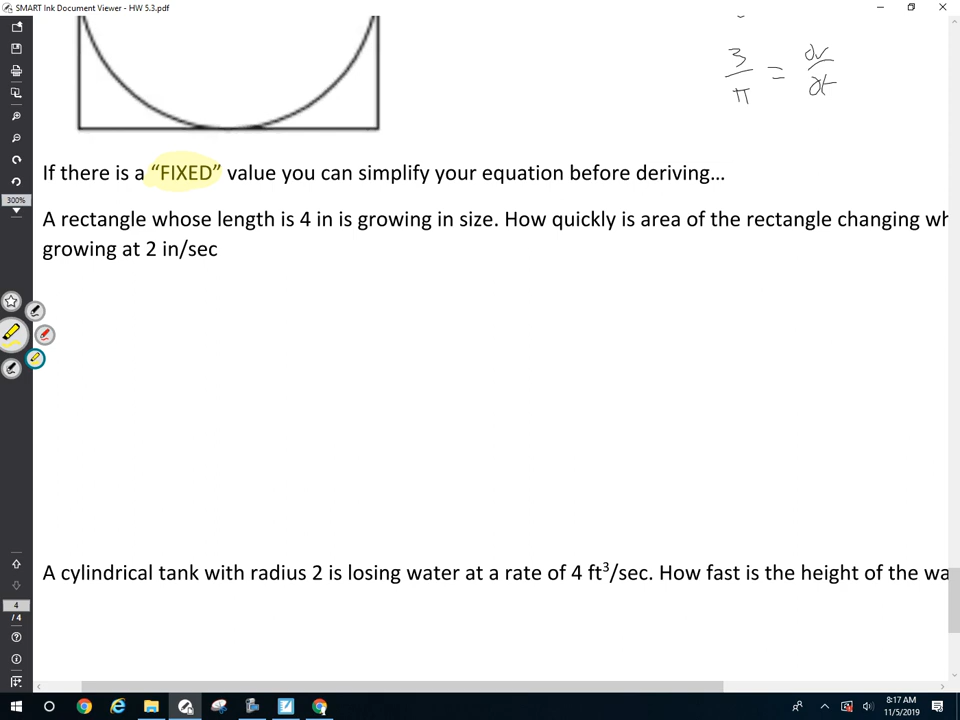 SMART Ink Document Viewer - HW 5.3.pdf
3/π = dr/dt
If there is a “FIXED” value you can simplify your equation before deriving...
A rectangle whose length is 4 in is growing in size. How quickly is area of the rectangle changing
growing at 2 in/sec
A cylindrical tank with radius 2 is losing water at a rate of 4 ft³/sec. How fast is the height of the
300%
4
/ 4
8:17 AM
11/5/2019